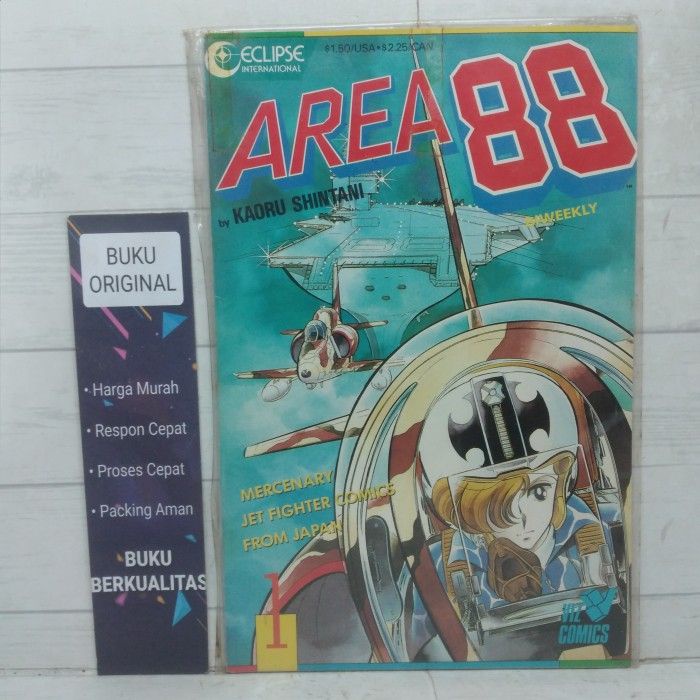 ECLIPSE
INTERNATIONAL
$1.50/USA • $2.25/CAN
AREA 88
TM
by KAORU SHINTANI
BIWEEKLY
MERCENARY
JET FIGHTER COMICS
FROM JAPAN
1
VIZ
COMICS
BUKU
ORIGINAL
• Harga Murah
• Respon Cepat
• Proses Cepat
• Packing Aman
BUKU
BERKUALITAS